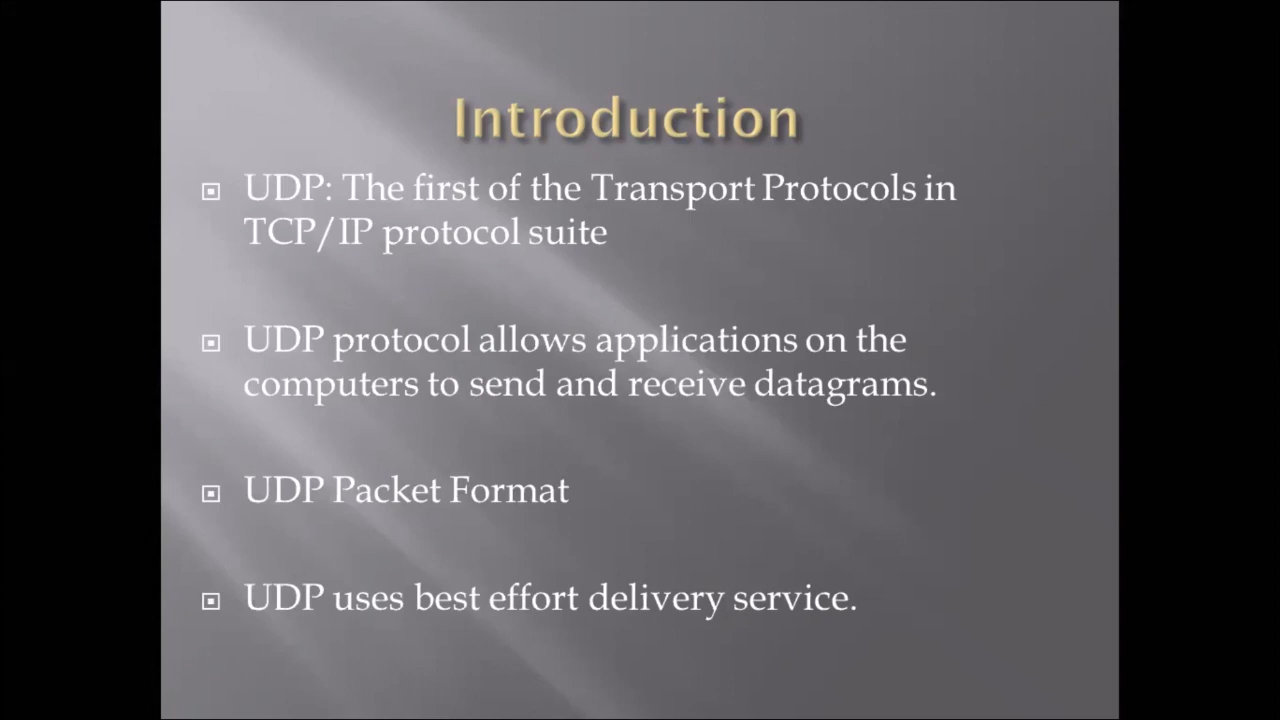 Introduction
UDP: The first of the Transport Protocols in
TCP/IP protocol suite
UDP protocol allows applications on the
computers to send and receive datagrams.
UDP Packet Format
UDP uses best effort delivery service.